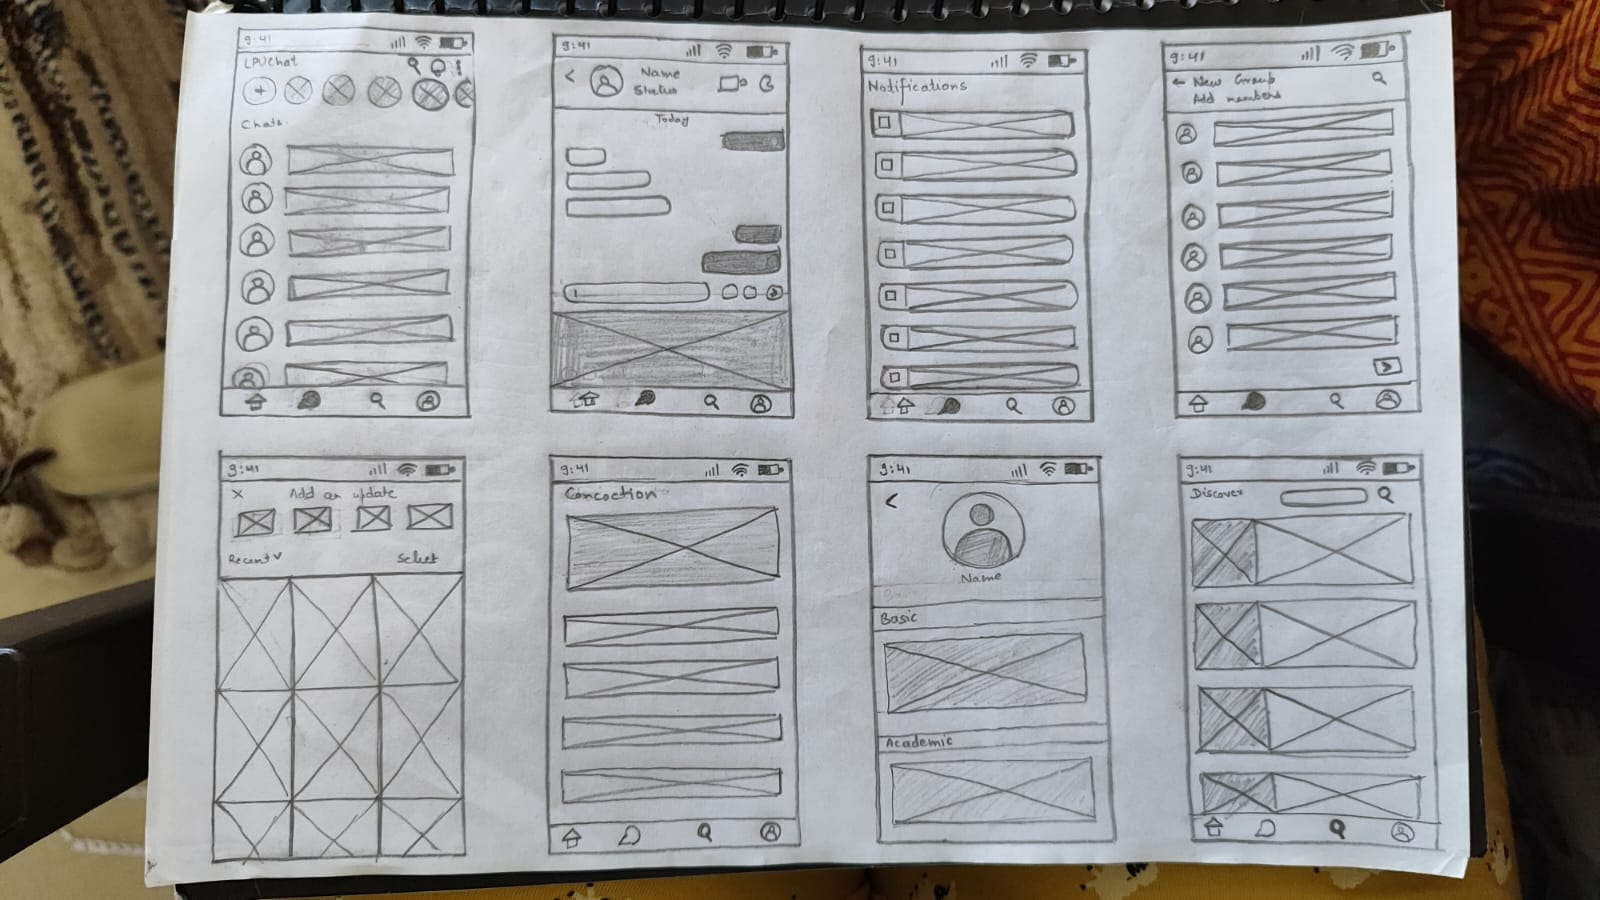 9:41
LPUChat
Chats.
9:41
Name
Status
Today
9:41
Notifications
9:41
New Group
Add members
9:41
X Add an update
Recent Select
9:41
Concoction
9:41
Name
Basic
Academic
9:41
Discover